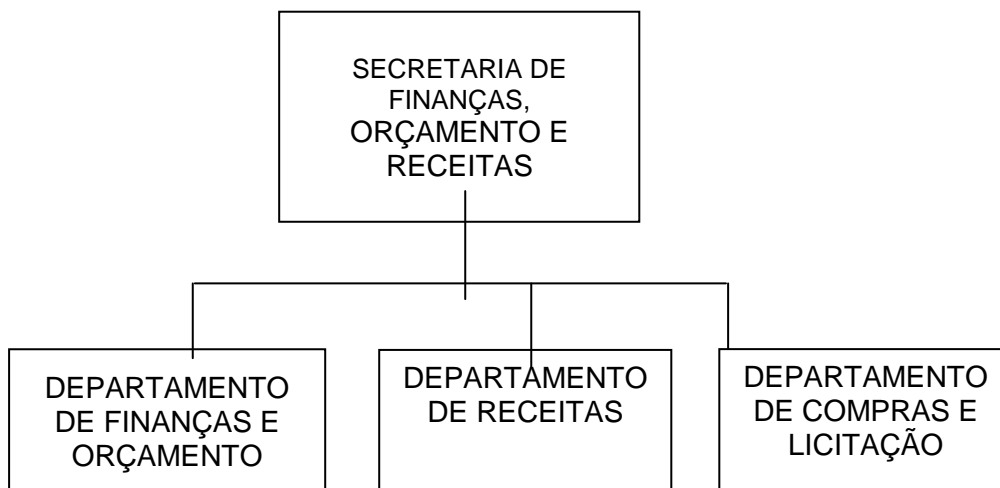 SECRETARIA DE
FINANÇAS,
ORÇAMENTO E
RECEITAS
DEPARTAMENTO
DE FINANÇAS E
ORÇAMENTO
DEPARTAMENTO
DE RECEITAS
DEPARTAMENTO
DE COMPRAS E
LICITAÇÃO